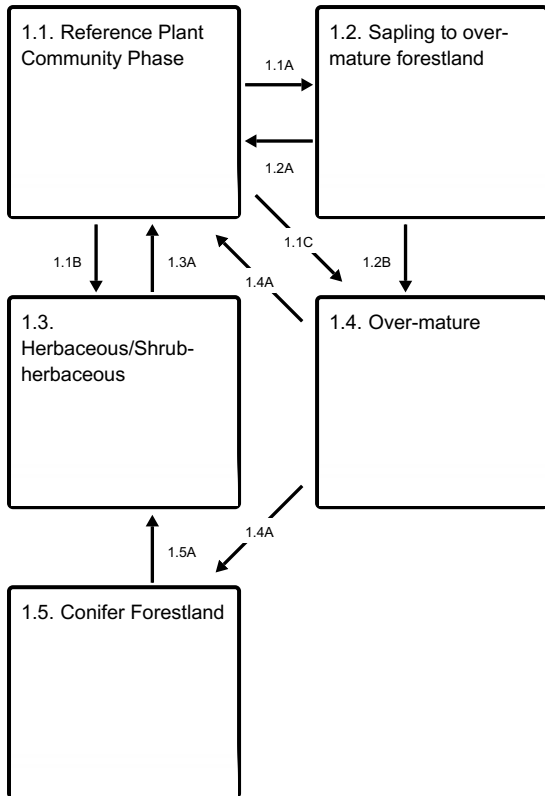 1.1. Reference Plant
Community Phase
1.2. Sapling to over-
mature forestland
1.1A
1.2A
1.1B
1.3A
1.1C
1.4A
1.2B
1.3.
Herbaceous/Shrub-
herbaceous
1.4. Over-mature
1.4A
1.5A
1.5. Conifer Forestland